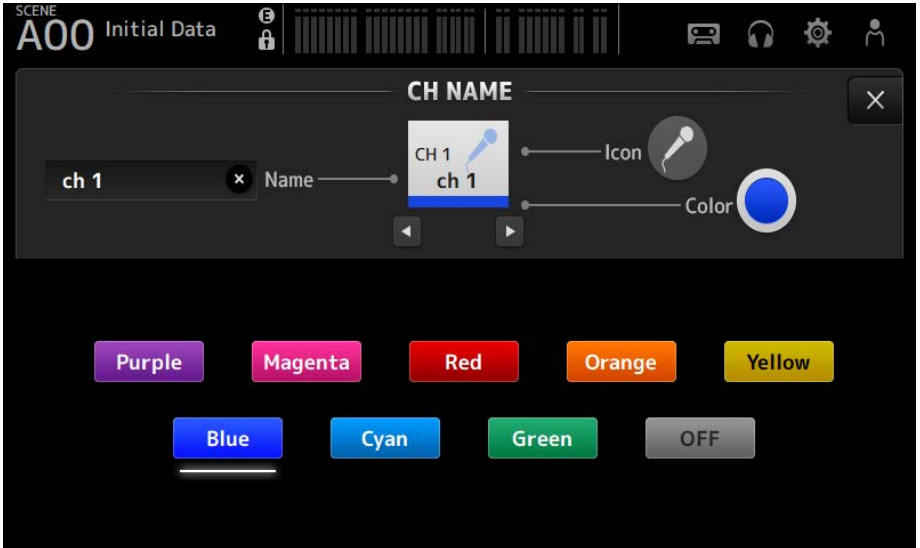 SCENE
A00 Initial Data
E
CH NAME
CH 1
ch 1
ch 1
Name
Icon
Color
Purple
Magenta
Red
Orange
Yellow
Blue
Cyan
Green
OFF